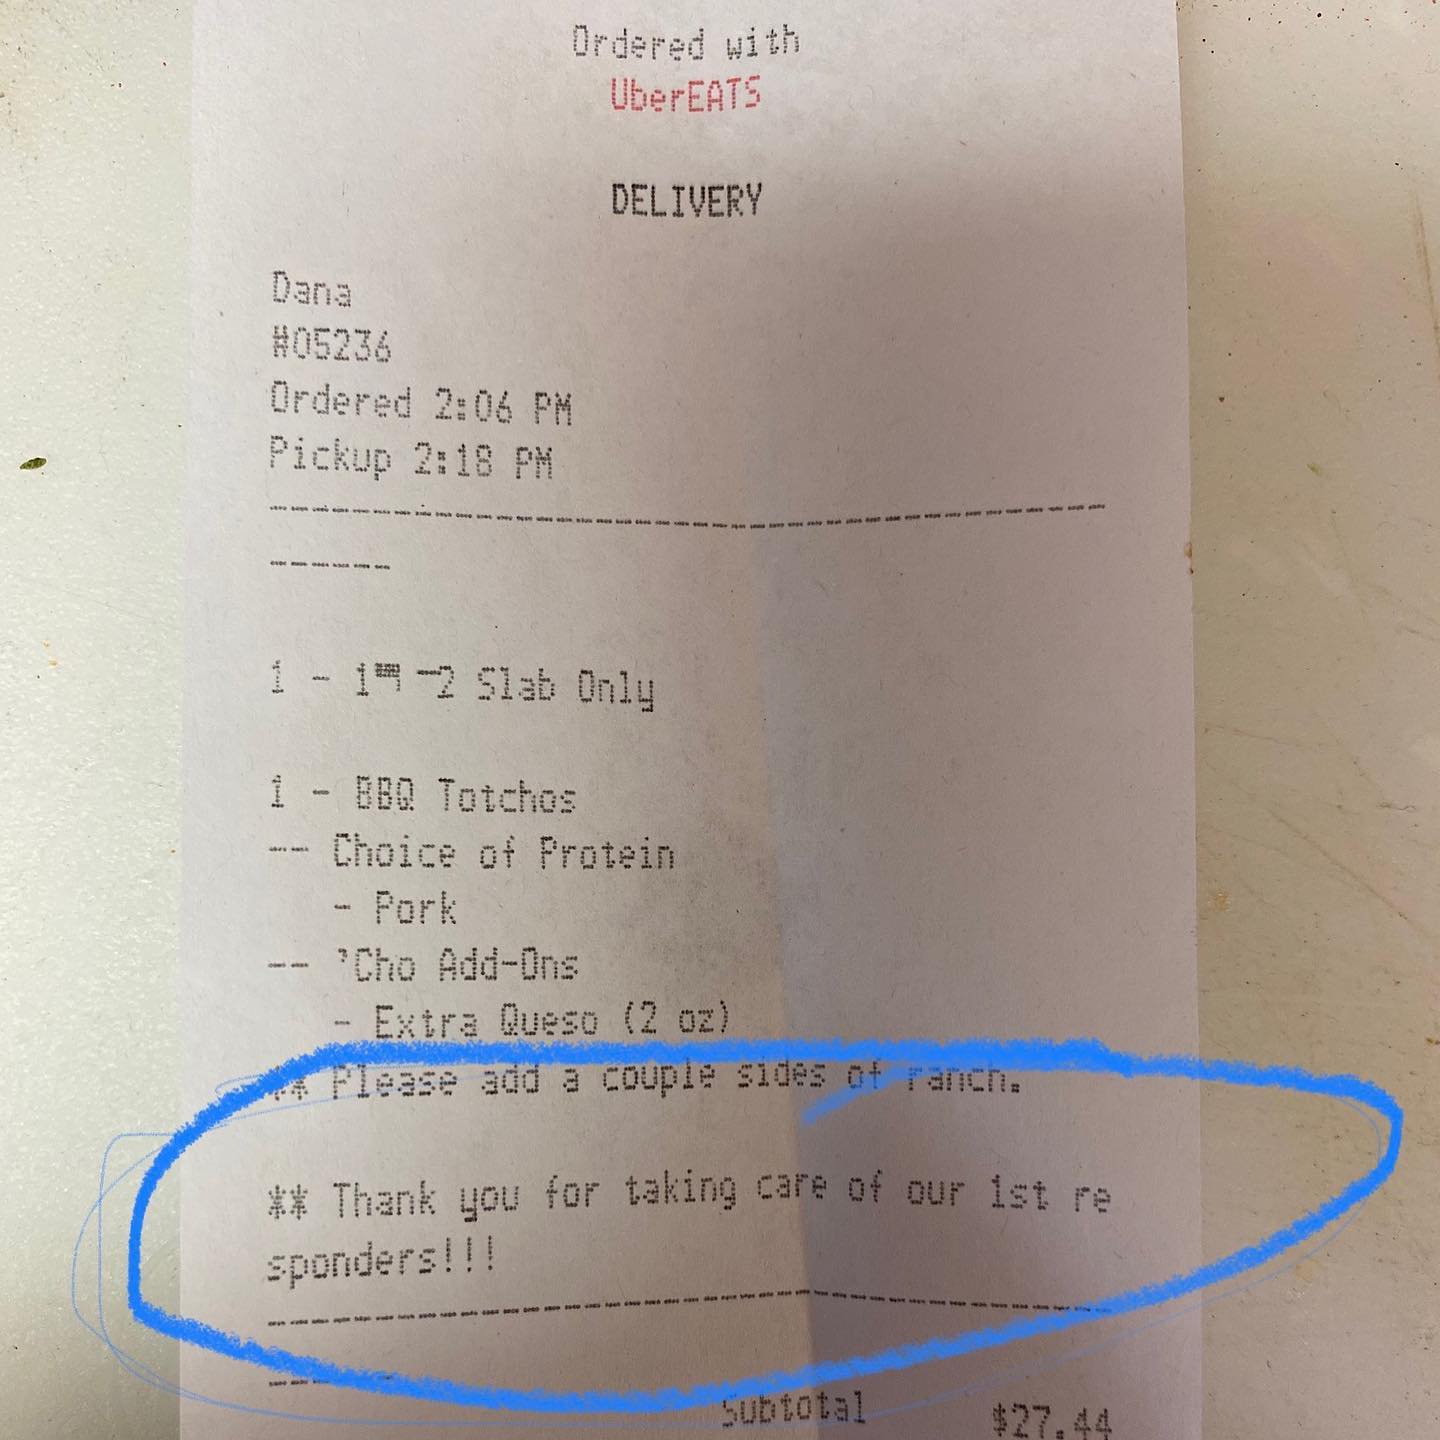 Ordered with
UberEATS
DELIVERY
Dana
#05236
Ordered 2:06 PM
Pickup 2:18 PM
1 - 1 2 Slab Only
1 - BBQ Totchos
-- Choice of Protein
- Pork
-- 'Cho Add-Ons
- Extra Queso (2 oz)
** Please add a couple sides of ranch.
** Thank you for taking care of our 1st re
sponders!!!
Subtotal $27.44